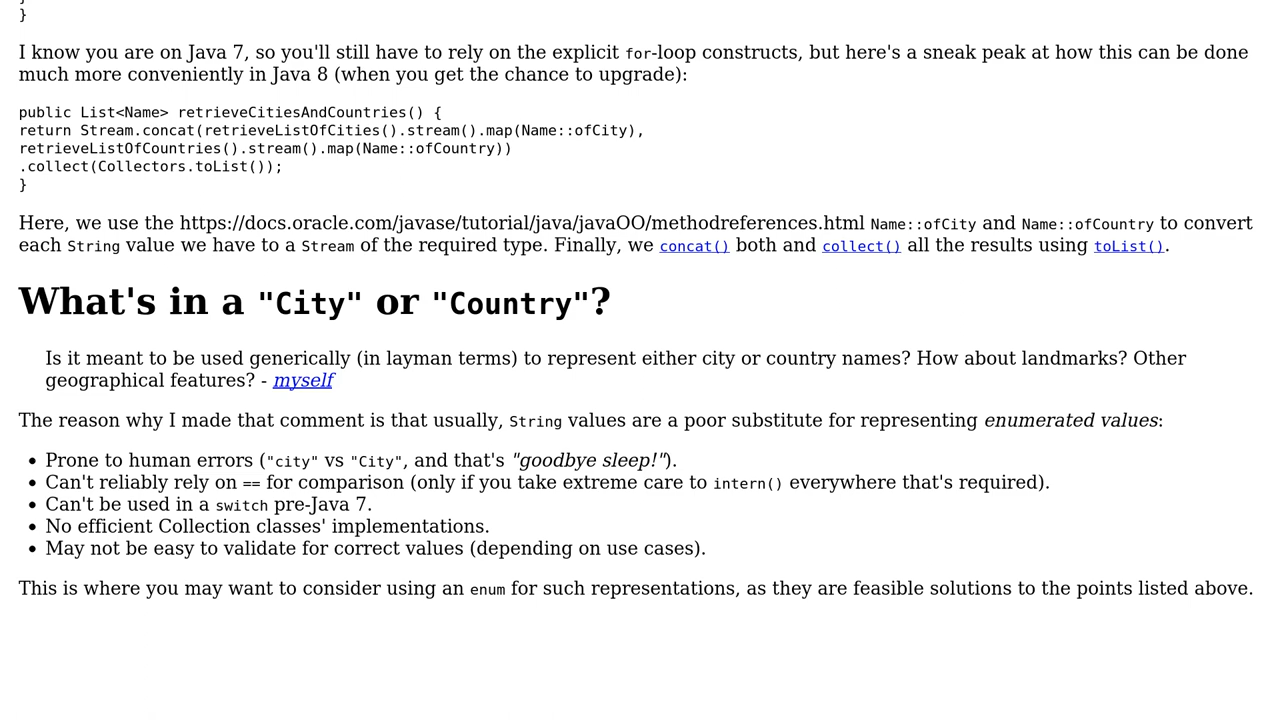 }
I know you are on Java 7, so you'll still have to rely on the explicit for-loop constructs, but here's a sneak peak at how this can be done
much more conveniently in Java 8 (when you get the chance to upgrade):
public List<Name> retrieveCitiesAndCountries() {
return Stream.concat(retrieveListOfCities().stream().map(Name::ofCity),
retrieveListOfCountries().stream().map(Name::ofCountry))
.collect(Collectors.toList());
}
Here, we use the https://docs.oracle.com/javase/tutorial/java/javaOO/methodreferences.html Name::ofCity and Name::ofCountry to convert
each String value we have to a Stream of the required type. Finally, we concat() both and collect() all the results using toList().
What's in a "City" or "Country"?
Is it meant to be used generically (in layman terms) to represent either city or country names? How about landmarks? Other
geographical features? - myself
The reason why I made that comment is that usually, String values are a poor substitute for representing enumerated values:
• Prone to human errors ("city" vs "City", and that's "goodbye sleep!").
• Can't reliably rely on == for comparison (only if you take extreme care to intern() everywhere that's required).
• Can't be used in a switch pre-Java 7.
• No efficient Collection classes' implementations.
• May not be easy to validate for correct values (depending on use cases).
This is where you may want to consider using an enum for such representations, as they are feasible solutions to the points listed above.